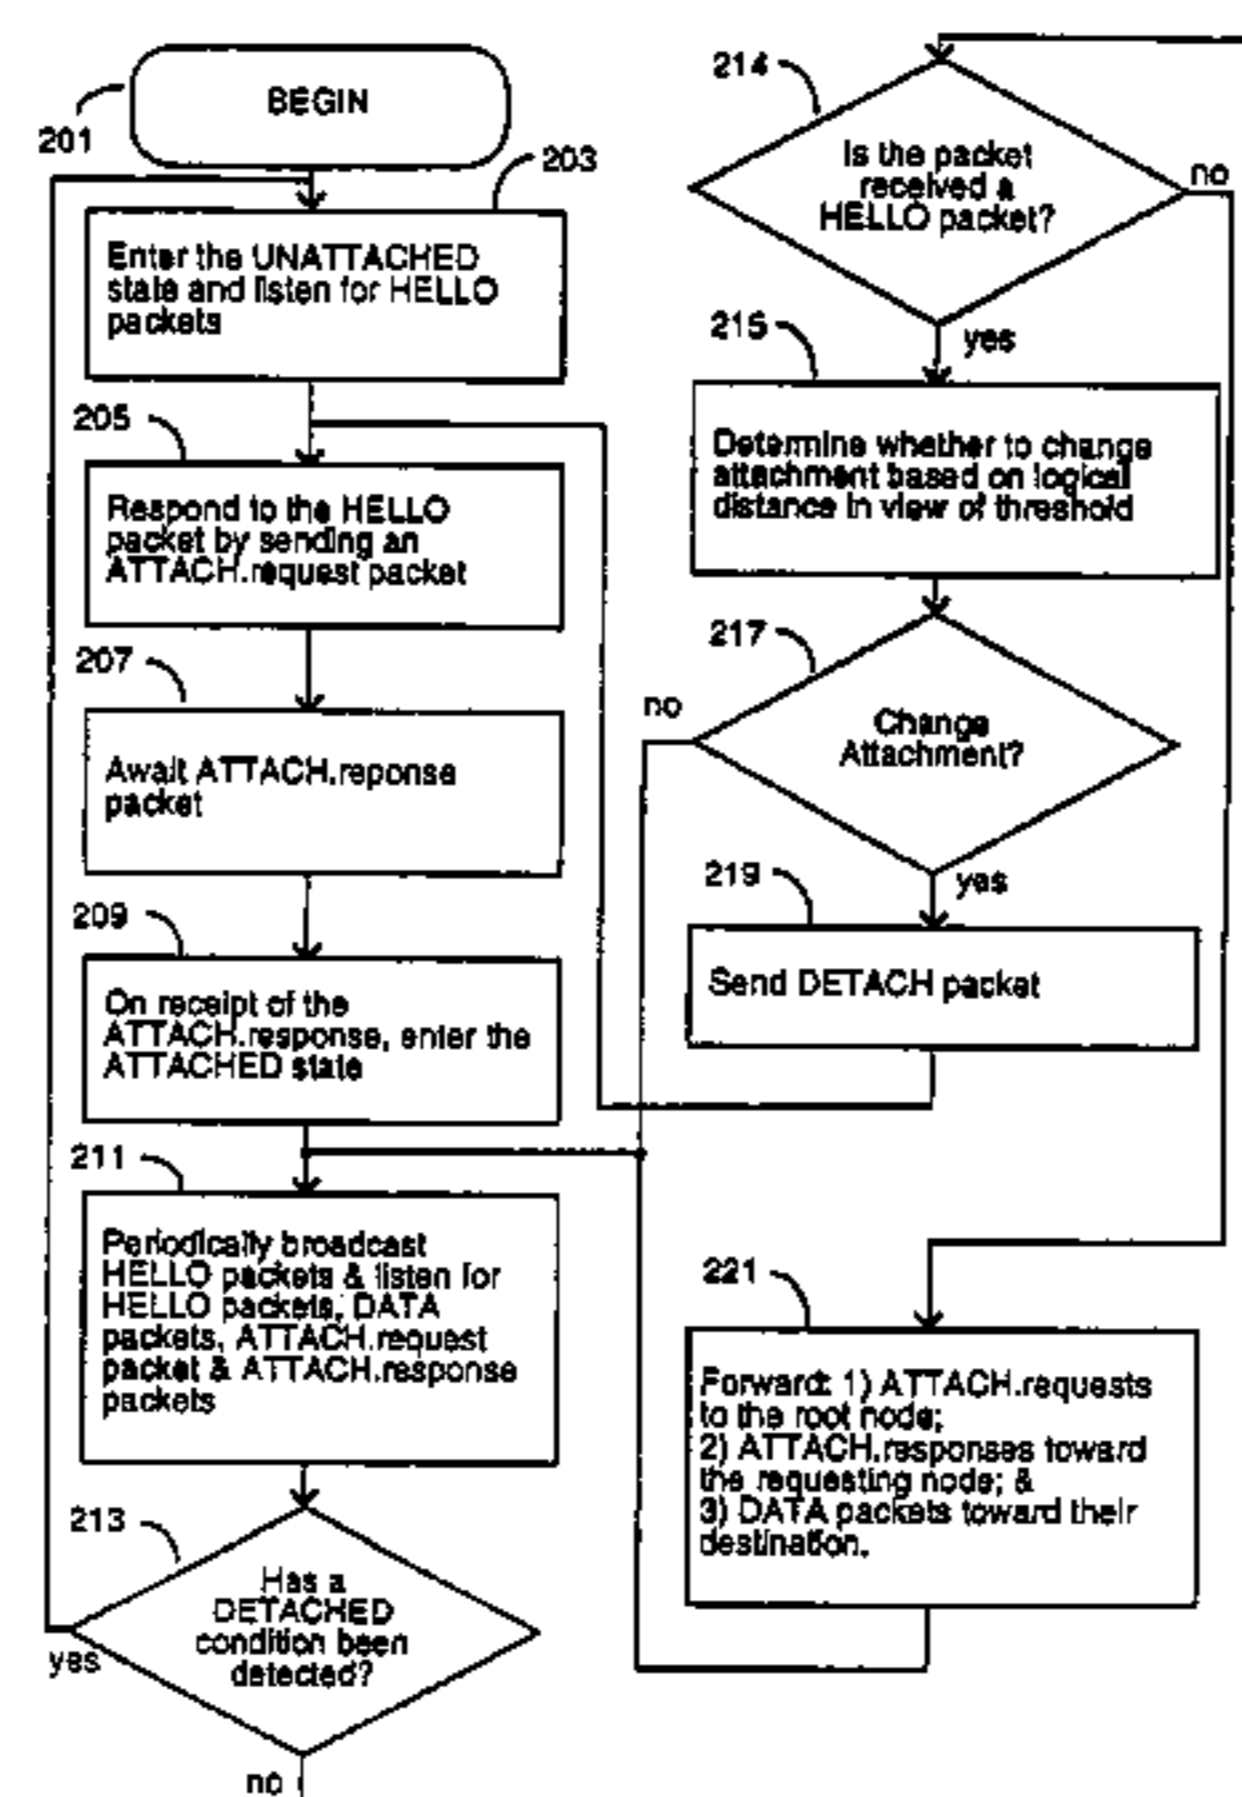 201
BEGIN
203
Enter the UNATTACHED
state and listen for HELLO
packets
205
Respond to the HELLO
packet by sending an
ATTACH.request packet
207
Await ATTACH.reponse
packet
209
On receipt of the
ATTACH.response, enter the
ATTACHED state
211
Periodically broadcast
HELLO packets & listen for
HELLO packets, DATA
packets, ATTACH.request
packet & ATTACH.response
packets
213
Has a
DETACHED
condition been
detected?
yes
no
214
Is the packet
received a
HELLO packet?
no
yes
215
Determine whether to change
attachment based on logical
distance in view of threshold
217
no
Change
Attachment?
yes
219
Send DETACH packet
221
Forward: 1) ATTACH.requests
to the root node;
2) ATTACH.responses toward
the requesting node; &
3) DATA packets toward their
destination.